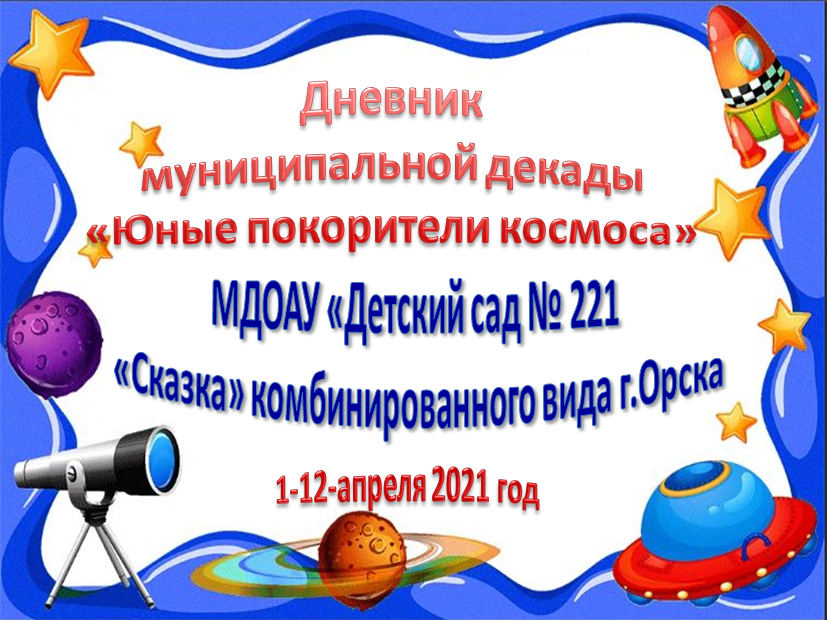 Дневник
муниципальной декады
«Юные покорители космоса»
МДОАУ «Детский сад № 221
«Сказка» комбинированного вида г.Орска
1-12-апреля 2021 год